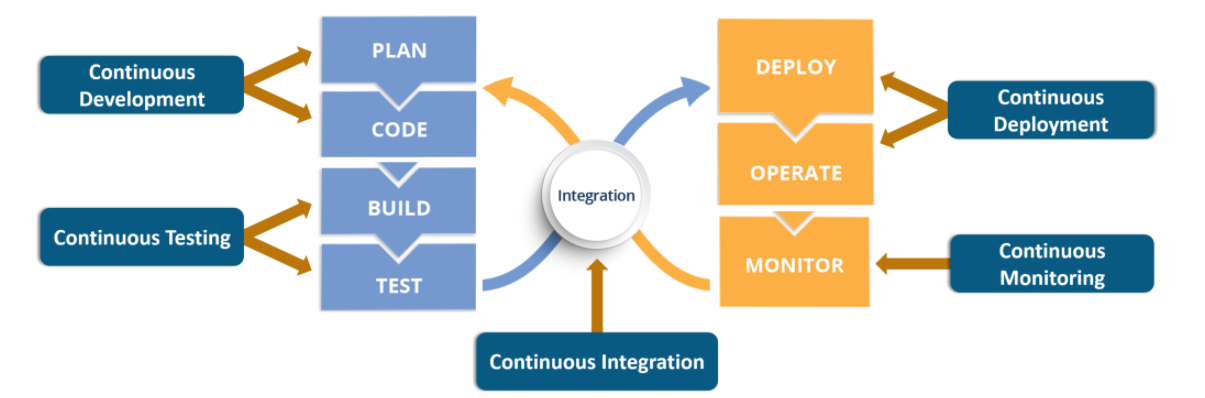 Continuous
Development
Continuous Testing
PLAN
CODE
BUILD
TEST
Integration
Continuous Integration
DEPLOY
OPERATE
MONITOR
Continuous
Deployment
Continuous
Monitoring